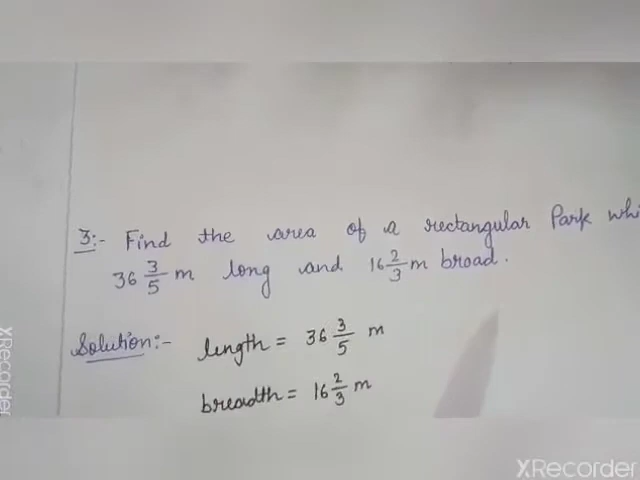 3:- Find the area of a rectangular Park whi
36 3/5 m long and 16 2/3 m broad.
Solution:- length = 36 3/5 m
breadth = 16 2/3 m
XRecorder
XRecorder